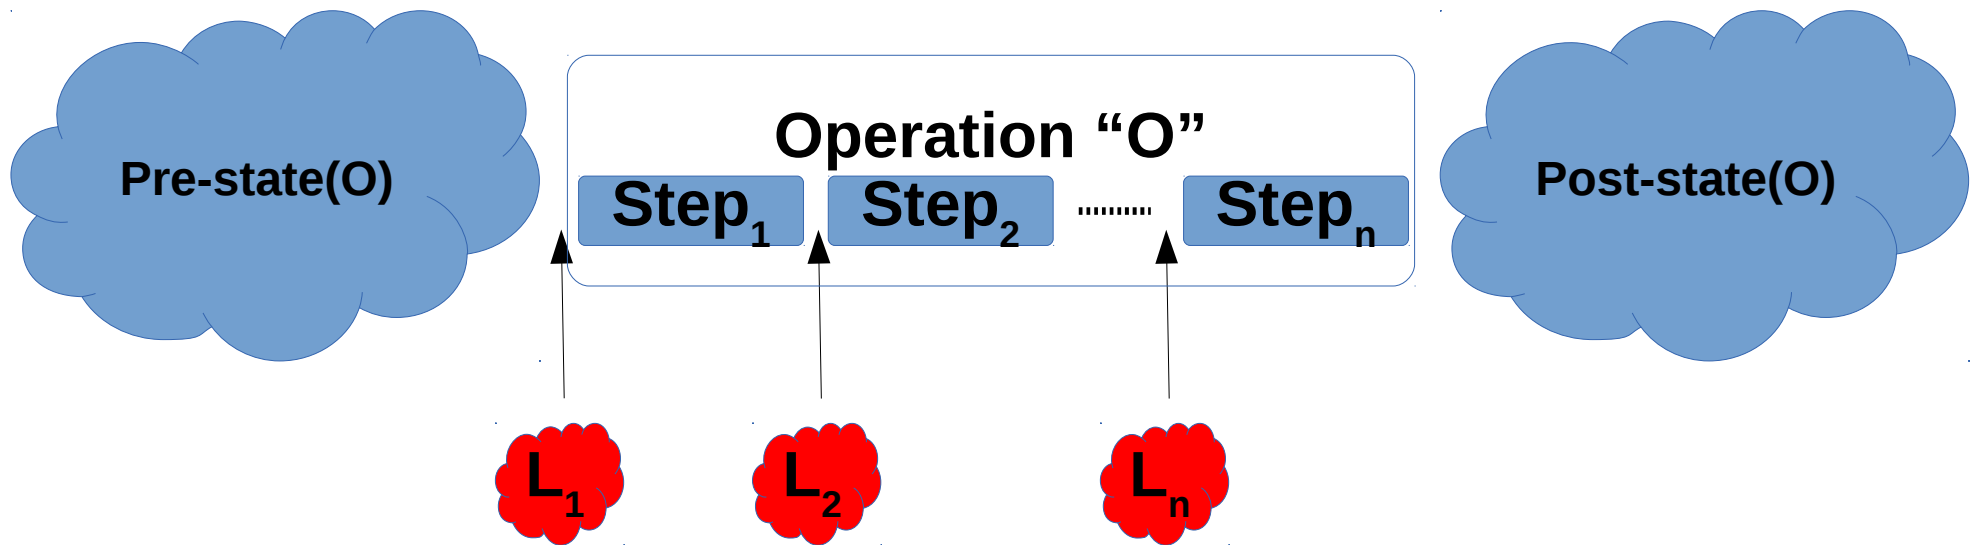 Operation “O”
Pre-state(O)
Step1
Step2
..........
Stepn
Post-state(O)
L1
L2
Ln